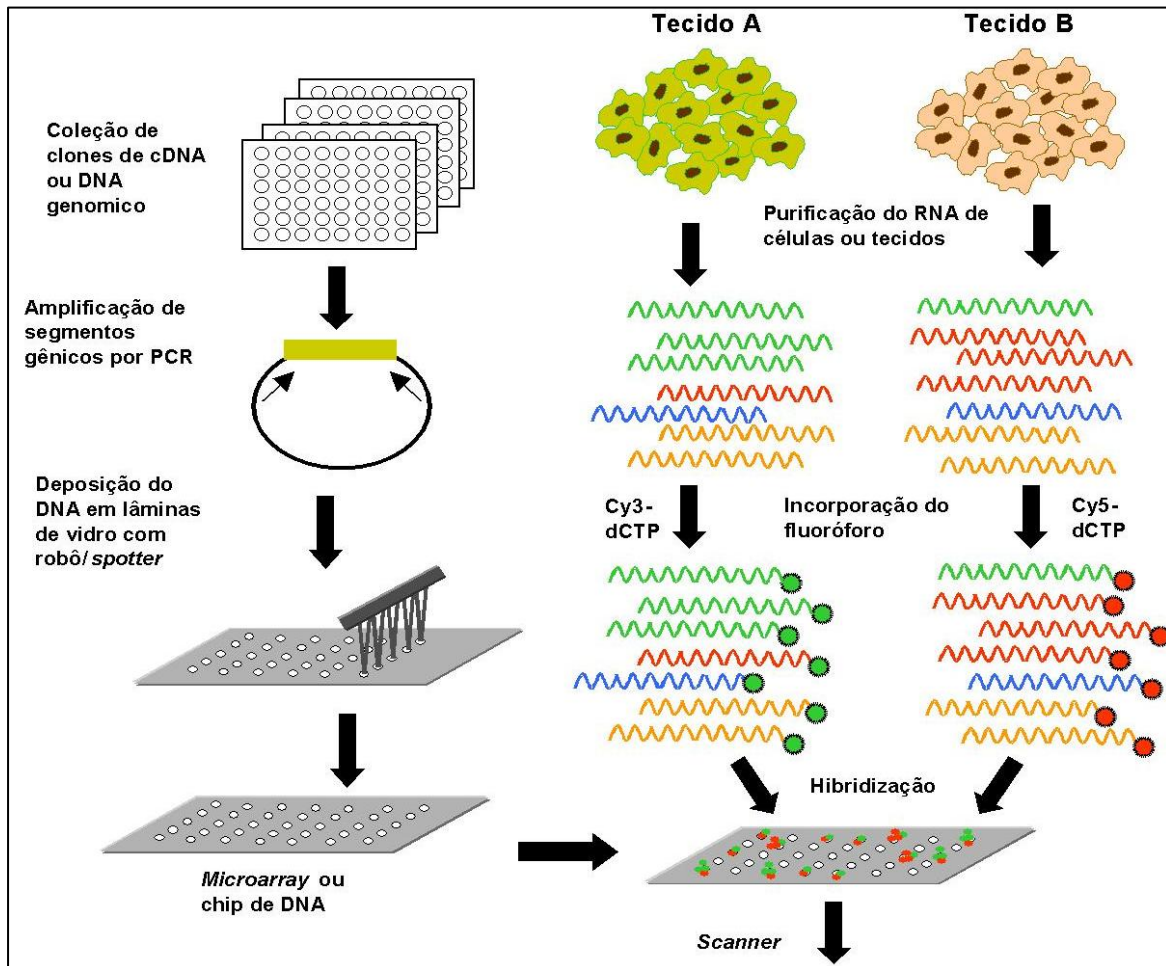 Coleção de
clones de cDNA
ou DNA
genomico
Amplificação de
segmentos
gênicos por PCR
Deposição do
DNA em lâminas
de vidro com
robô/spotter
Microarray ou
chip de DNA
Tecido A
Tecido B
Purificação do RNA de
células ou tecidos
Cy3-
dCTP
Incorporação do
fluoróforo
Cy5-
dCTP
Hibridização
Scanner